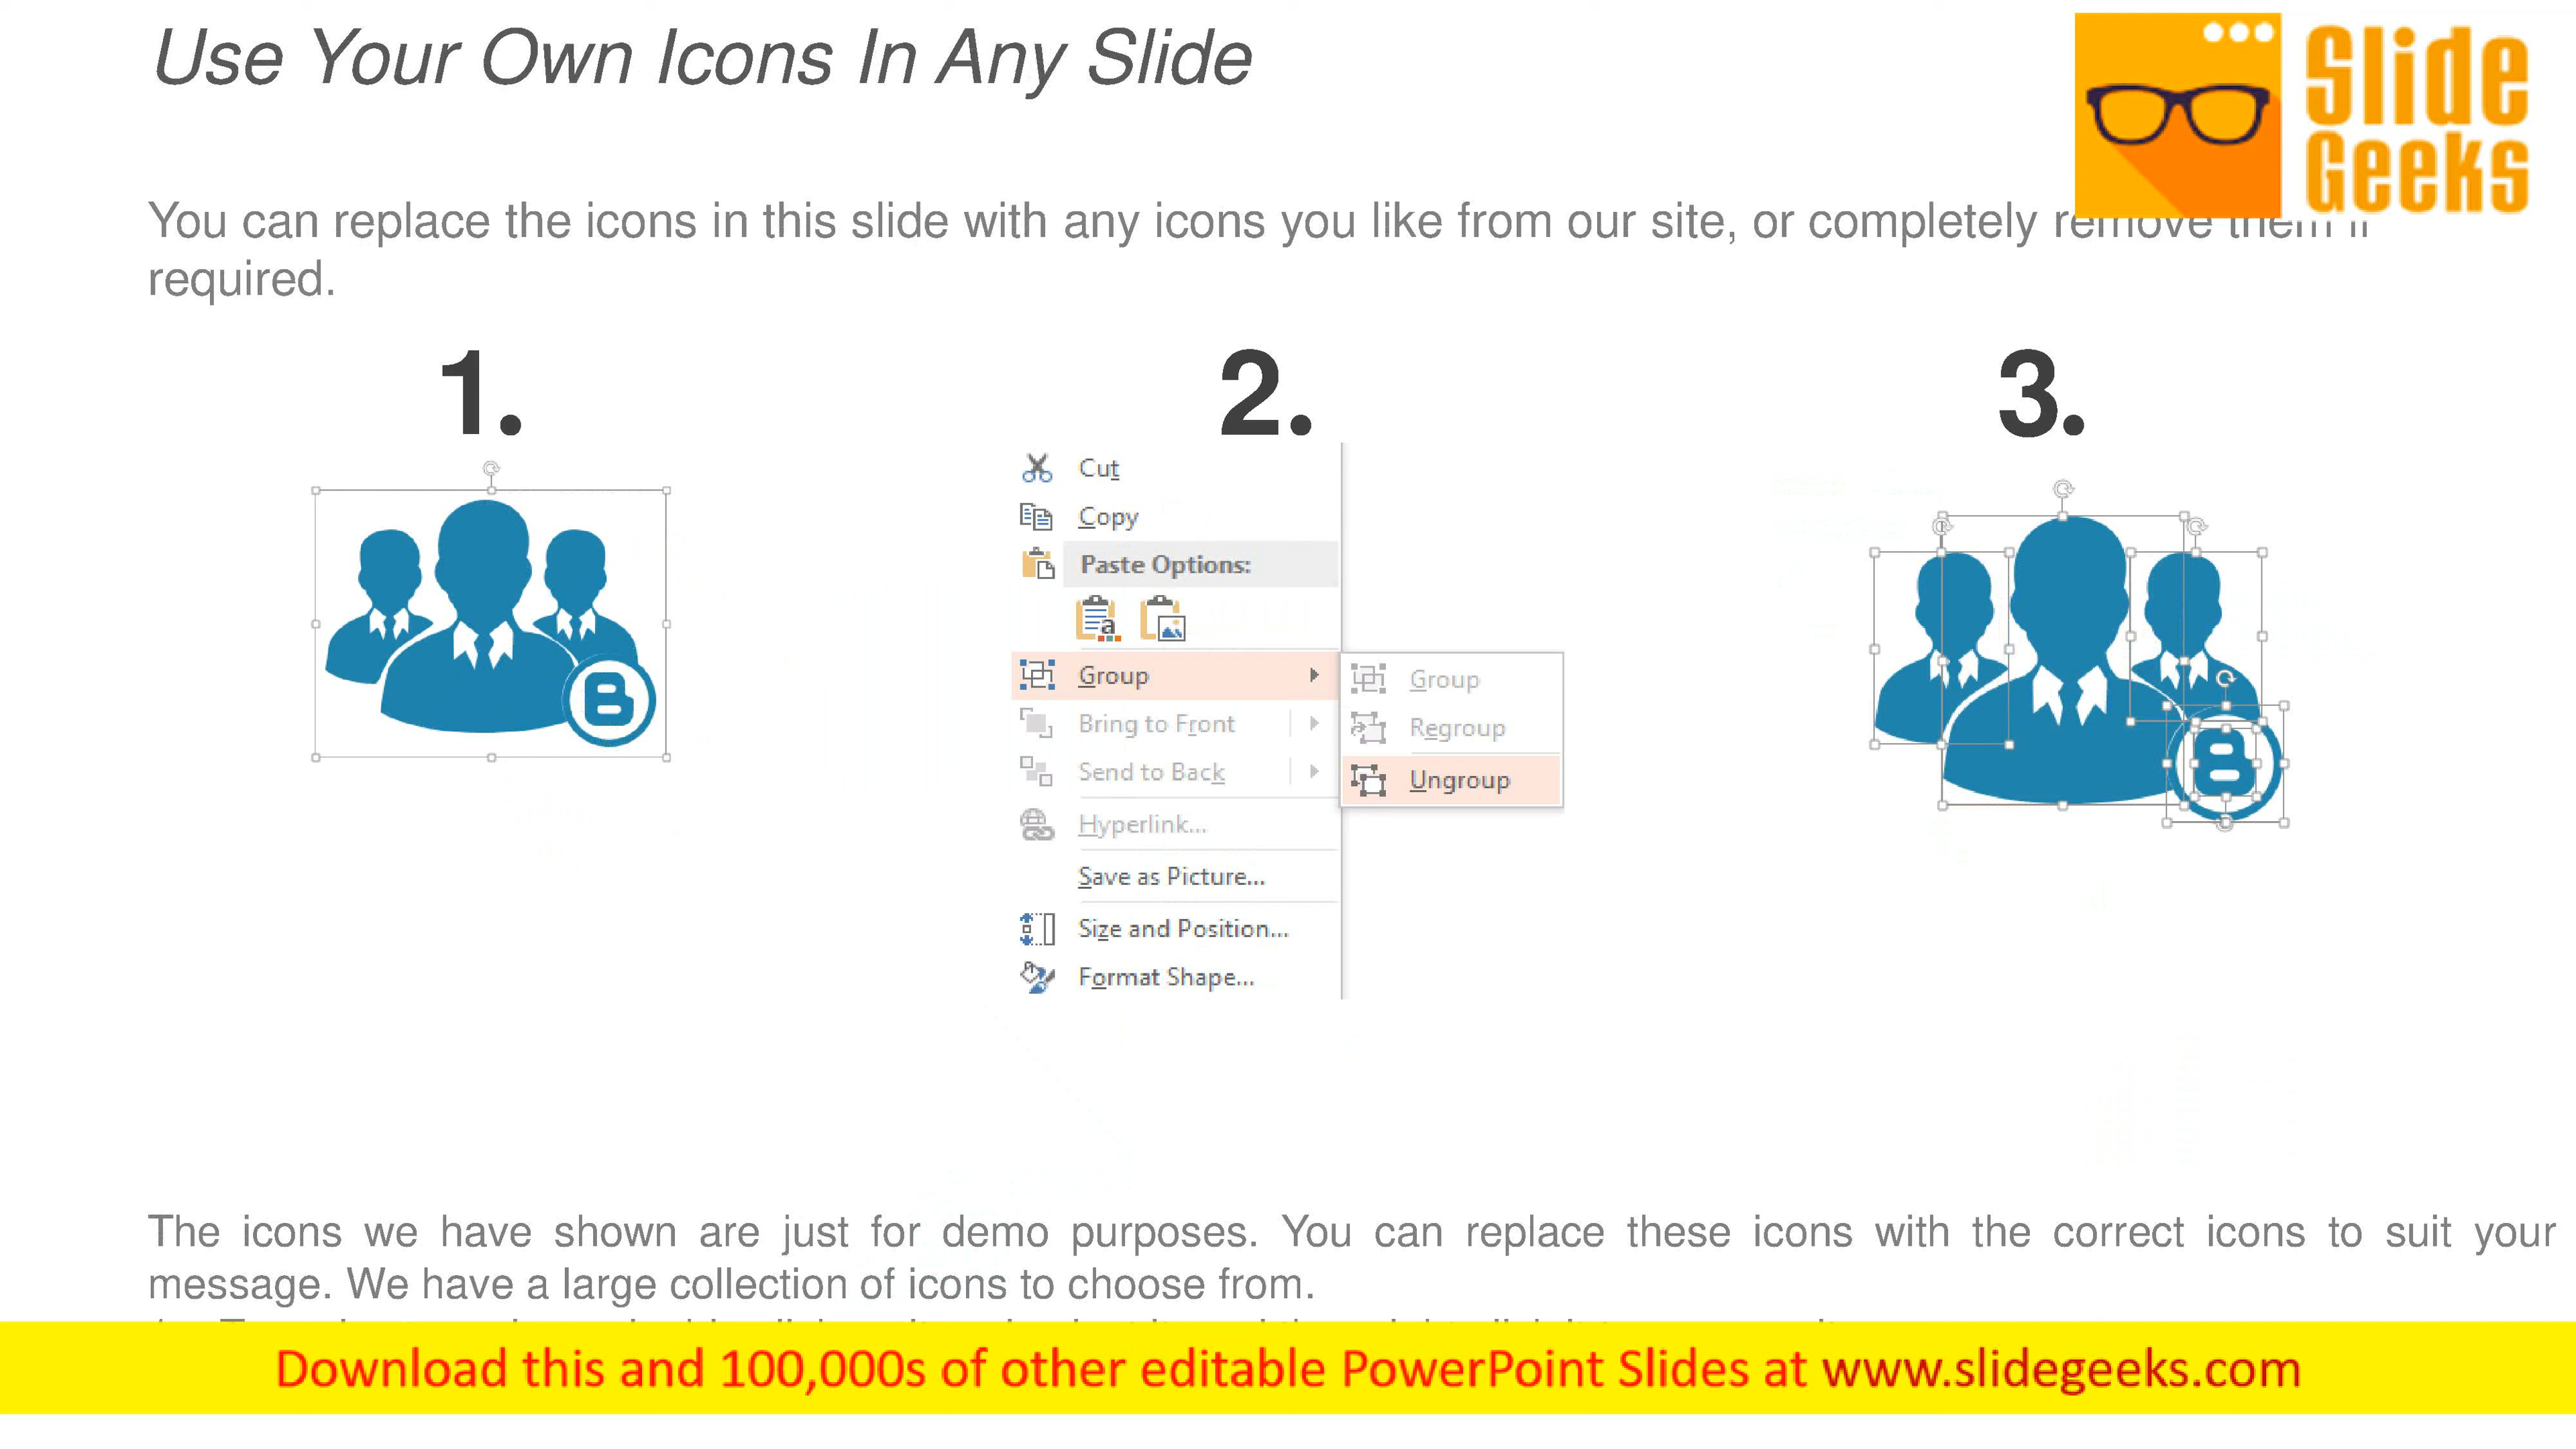 Use Your Own Icons In Any Slide
Slide
Geeks
You can replace the icons in this slide with any icons you like from our site, or completely remove them if
required.
1.
2.
3.
Cut
Copy
Paste Options:
Group
Bring to Front
Send to Back
Hyperlink...
Save as Picture...
Size and Position...
Format Shape...
Group
Regroup
Ungroup
The icons we have shown are just for demo purposes. You can replace these icons with the correct icons to suit your
message. We have a large collection of icons to choose from.
Download this and 100,000s of other editable PowerPoint Slides at www.slidegeeks.com